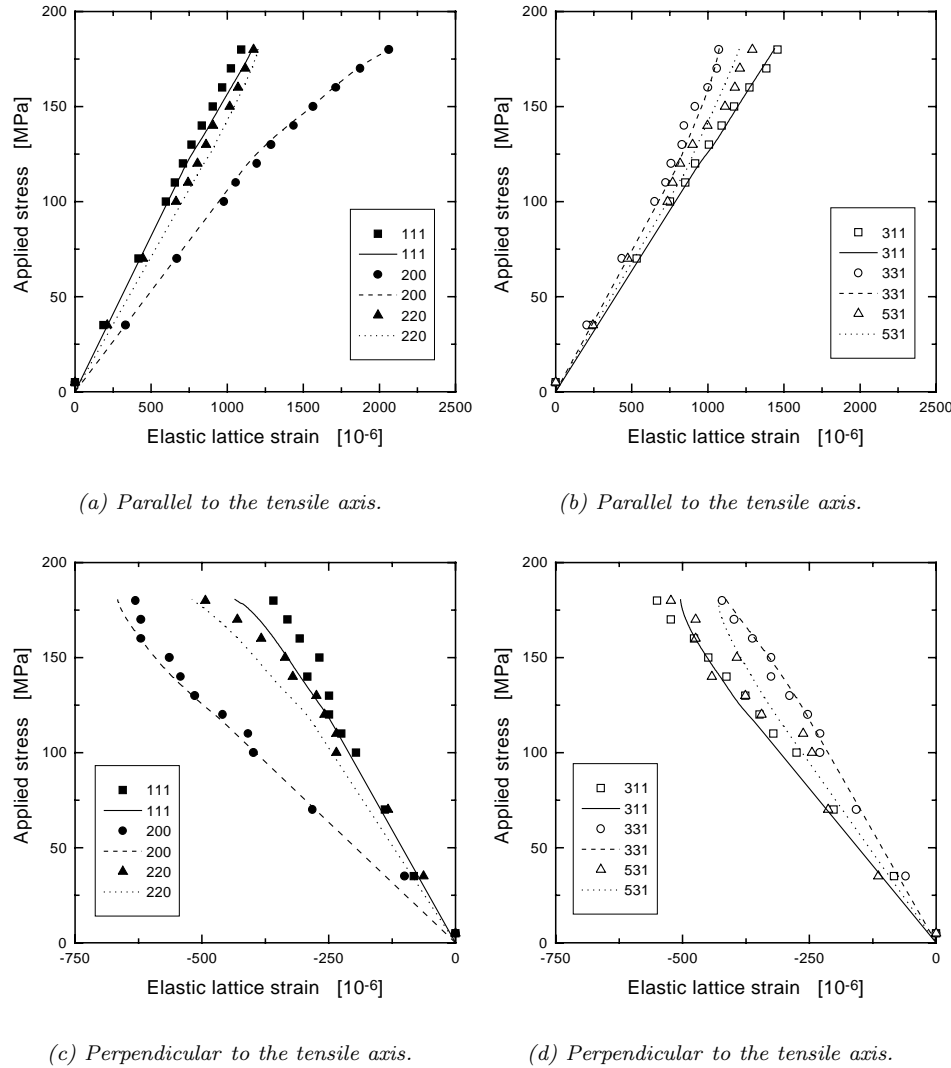 200
150
100
50
0
Applied stress [MPa]
111
111
200
200
220
220
0 500 1000 1500 2000 2500
Elastic lattice strain [10-6]
(a) Parallel to the tensile axis.
200
150
100
50
0
Applied stress [MPa]
311
311
331
331
531
531
0 500 1000 1500 2000 2500
Elastic lattice strain [10-6]
(b) Parallel to the tensile axis.
200
150
100
50
0
Applied stress [MPa]
111
111
200
200
220
220
-750 -500 -250 0
Elastic lattice strain [10-6]
(c) Perpendicular to the tensile axis.
200
150
100
50
0
Applied stress [MPa]
311
311
331
331
531
531
-750 -500 -250 0
Elastic lattice strain [10-6]
(d) Perpendicular to the tensile axis.